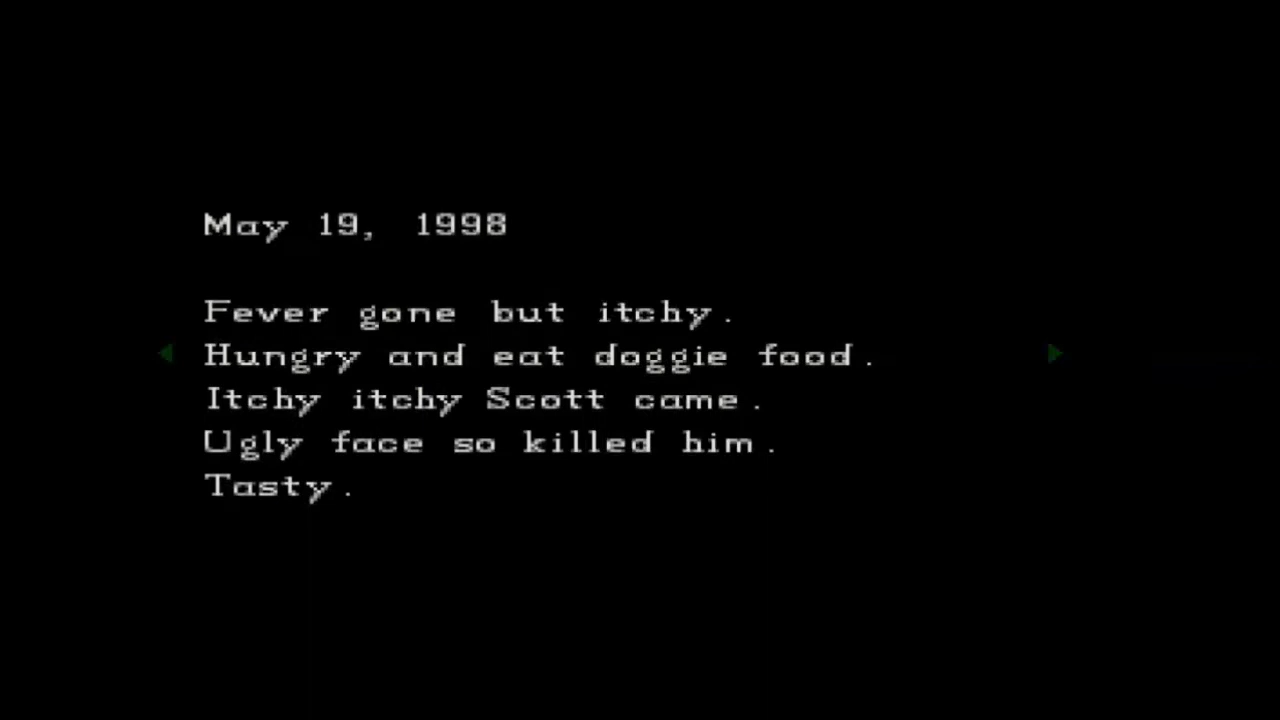 May 19, 1998
Fever gone but itchy.
Hungry and eat doggie food.
Itchy itchy Scott came.
Ugly face so killed him.
Tasty.